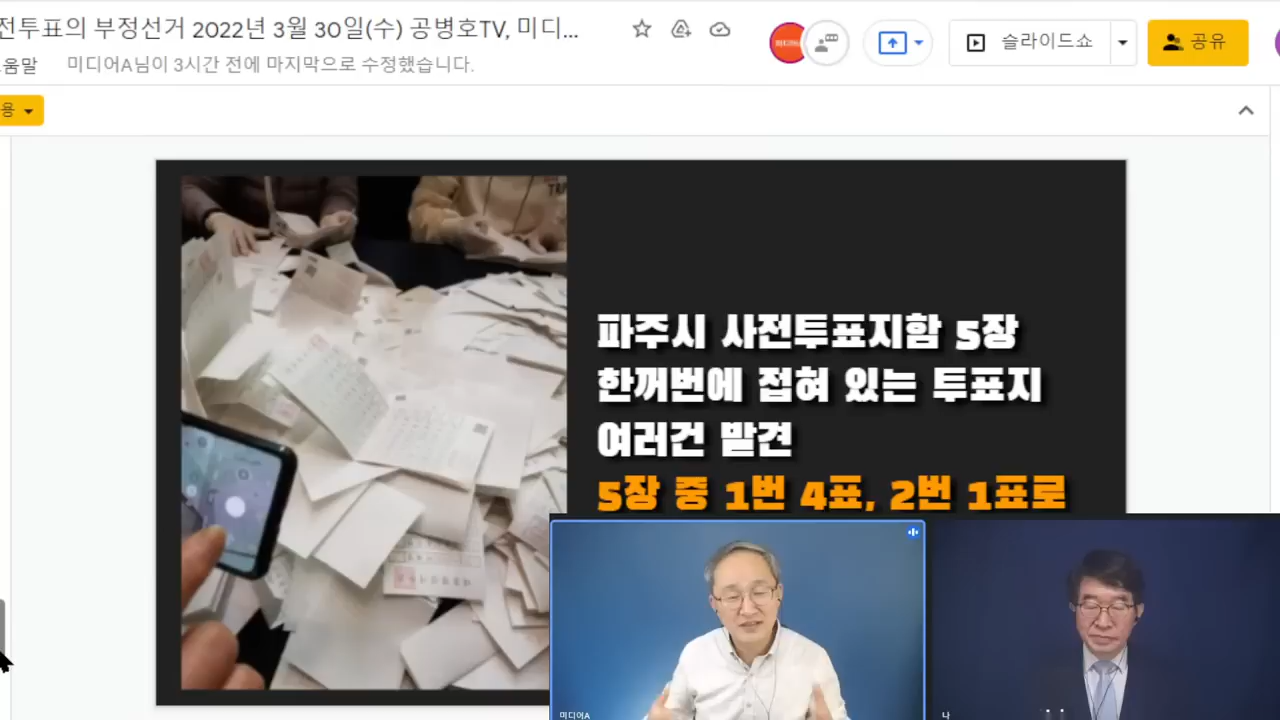 전투표의 부정선거 2022년 3월 30일(수) 공병호TV, 미디...
움말 미디어A님이 3시간 전에 마지막으로 수정했습니다.
슬라이드쇼
공유
용
파주시 사전투표지함 5장
한꺼번에 접혀 있는 투표지
여러건 발견
5장 중 1번 4표, 2번 1표로
미디어A
나